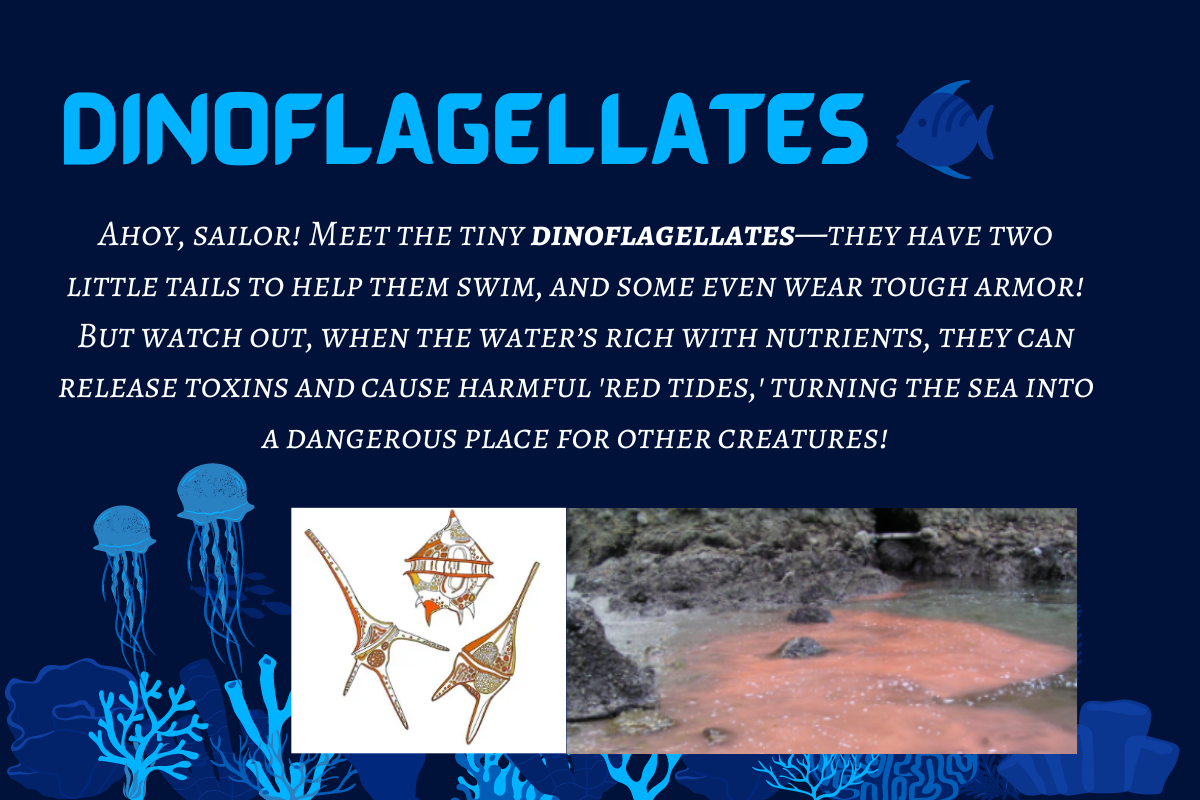 DINOFLAGELLATES
Ahoy, sailor! Meet the tiny dinoflagellates—they have two
little tails to help them swim, and some even wear tough armor!
But watch out, when the water’s rich with nutrients, they can
release toxins and cause harmful 'red tides,' turning the sea into
a dangerous place for other creatures!